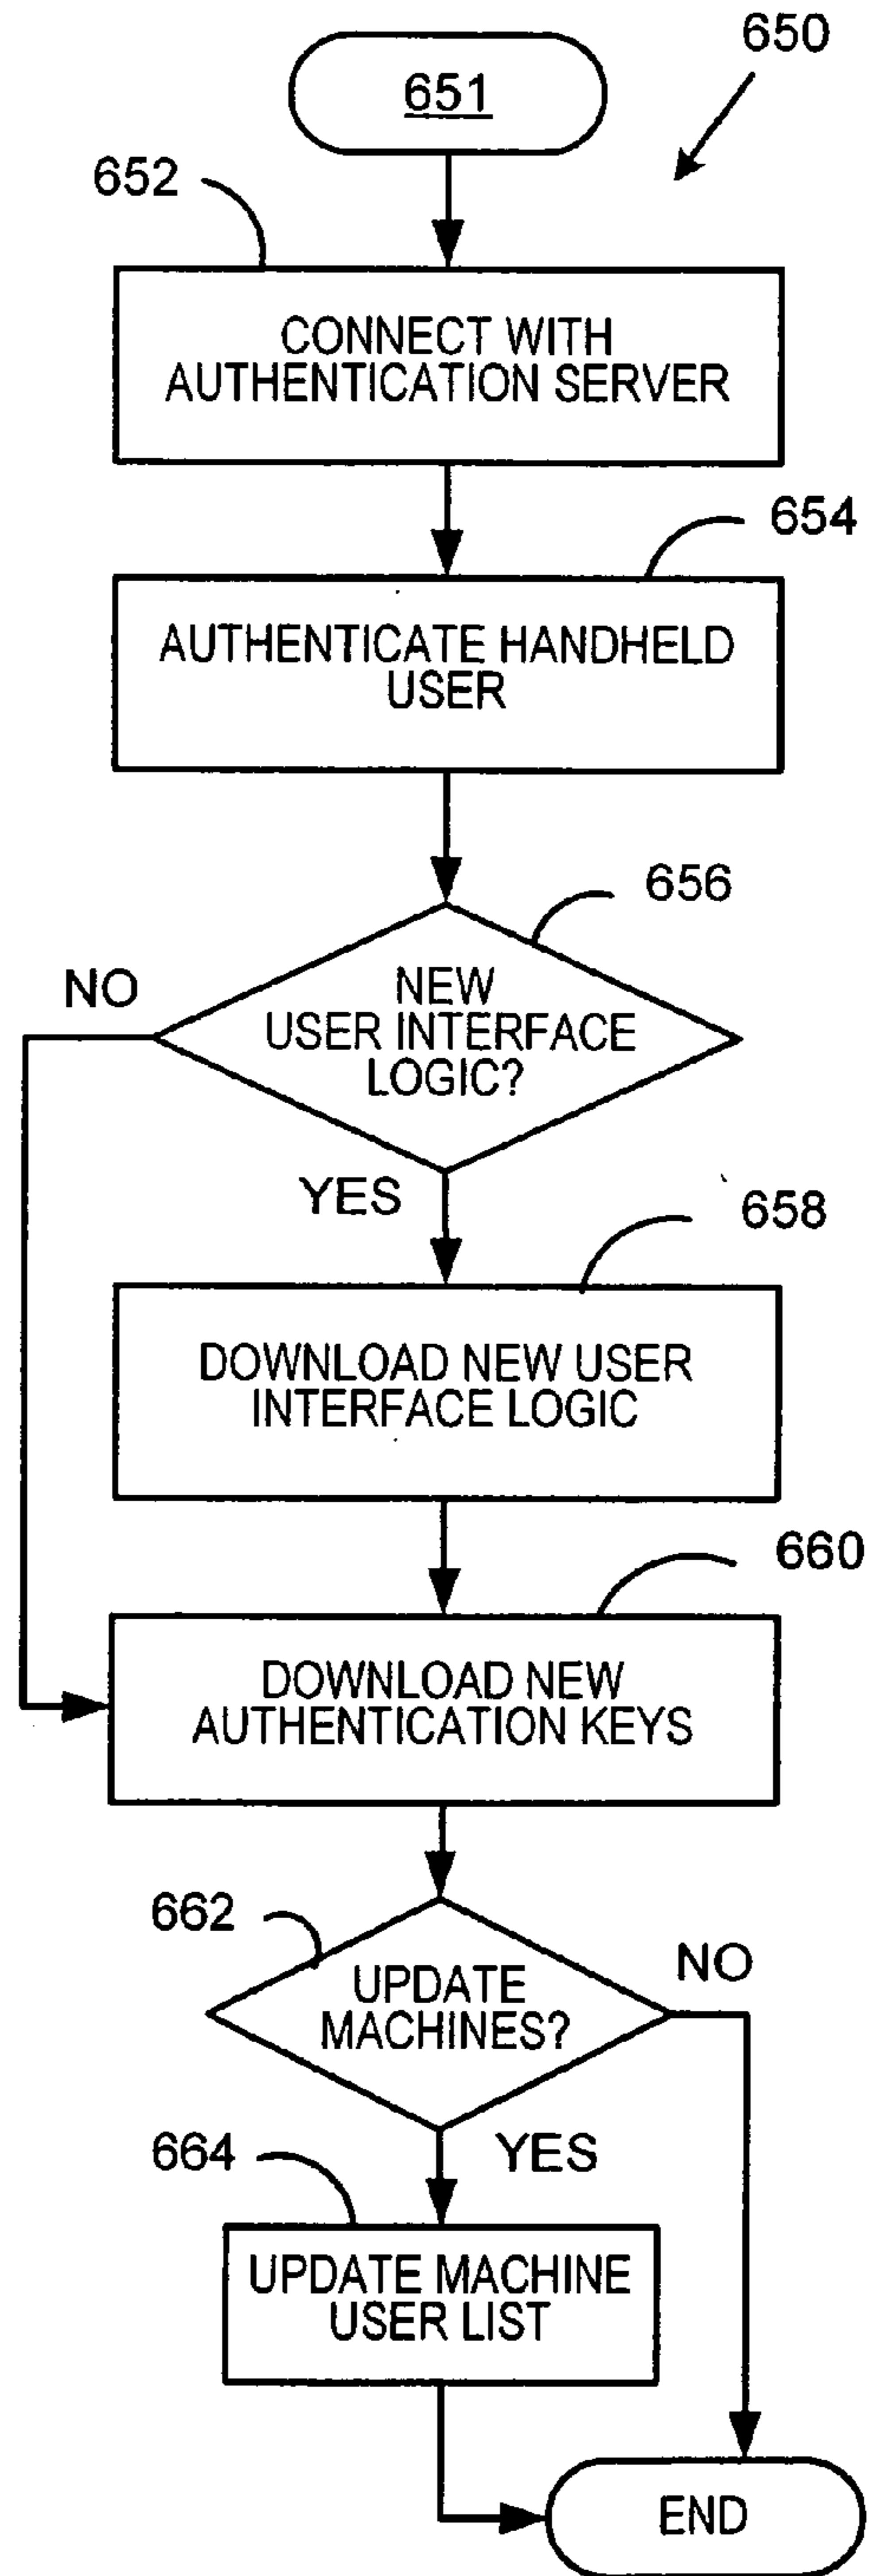 650
651
652
CONNECT WITH
AUTHENTICATION SERVER
654
AUTHENTICATE HANDHELD
USER
656
NO
NEW
USER INTERFACE
LOGIC?
YES
658
DOWNLOAD NEW USER
INTERFACE LOGIC
660
DOWNLOAD NEW
AUTHENTICATION KEYS
662
NO
UPDATE
MACHINES?
YES
664
UPDATE MACHINE
USER LIST
END